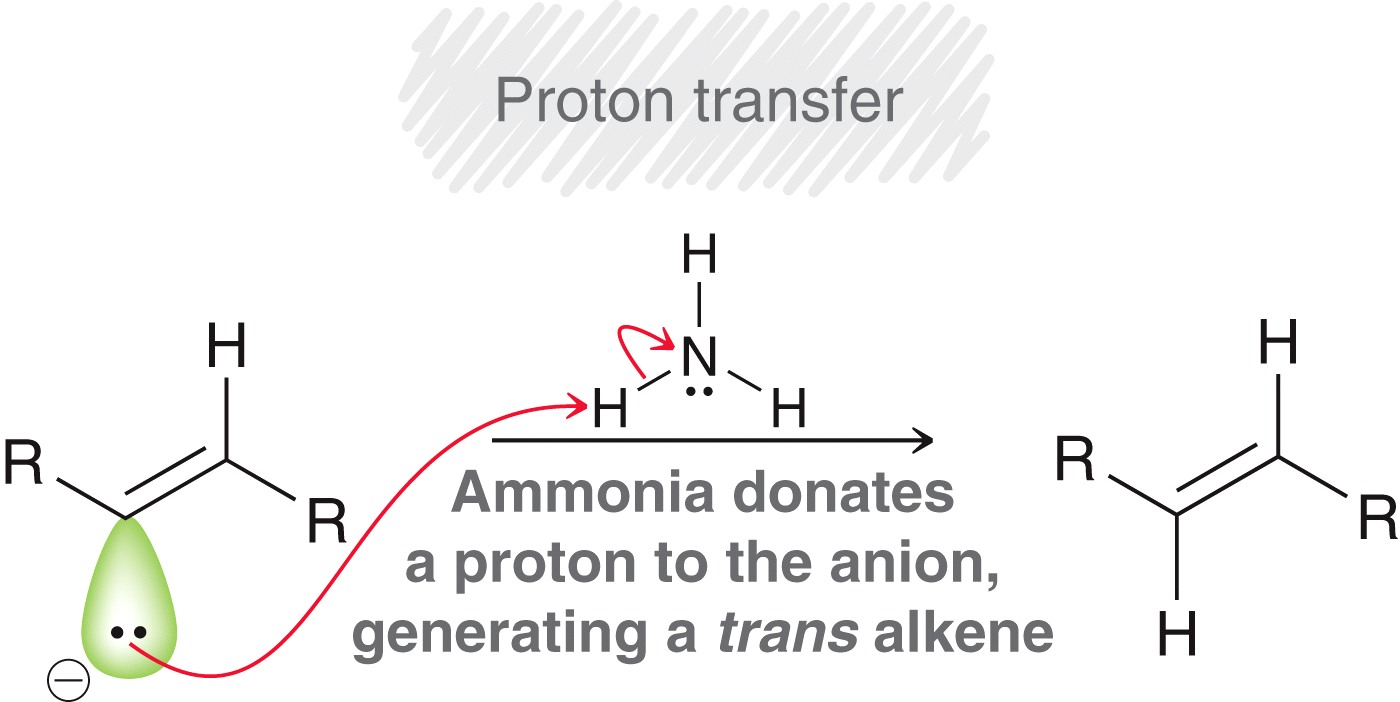 Proton transfer
H
N
H
H
H
R
R
Ammonia donates
a proton to the anion,
generating a trans alkene
H
R
R
H